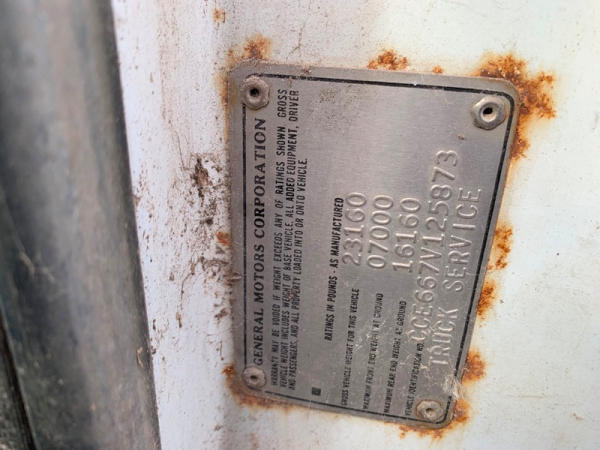 GENERAL MOTORS CORPORATION
WARRANTY MAY BE VOIDED IF WEIGHT EXCEEDS ANY OF RATINGS SHOWN. GROSS
VEHICLE WEIGHT INCLUDES WEIGHT OF BASE VEHICLE, ALL ADDED EQUIPMENT, DRIVER
AND PASSENGERS, AND ALL PROPERTY LOADED INTO OR ONTO VEHICLE.
RATINGS IN POUNDS - AS MANUFACTURED
GROSS VEHICLE WEIGHT FOR THIS VEHICLE 23160
MAXIMUM FRONT END WEIGHT AT GROUND 07000
MAXIMUM REAR END WEIGHT AT GROUND 16160
VEHICLE IDENTIFICATION NO. CE667V125873
TRUCK SERVICE